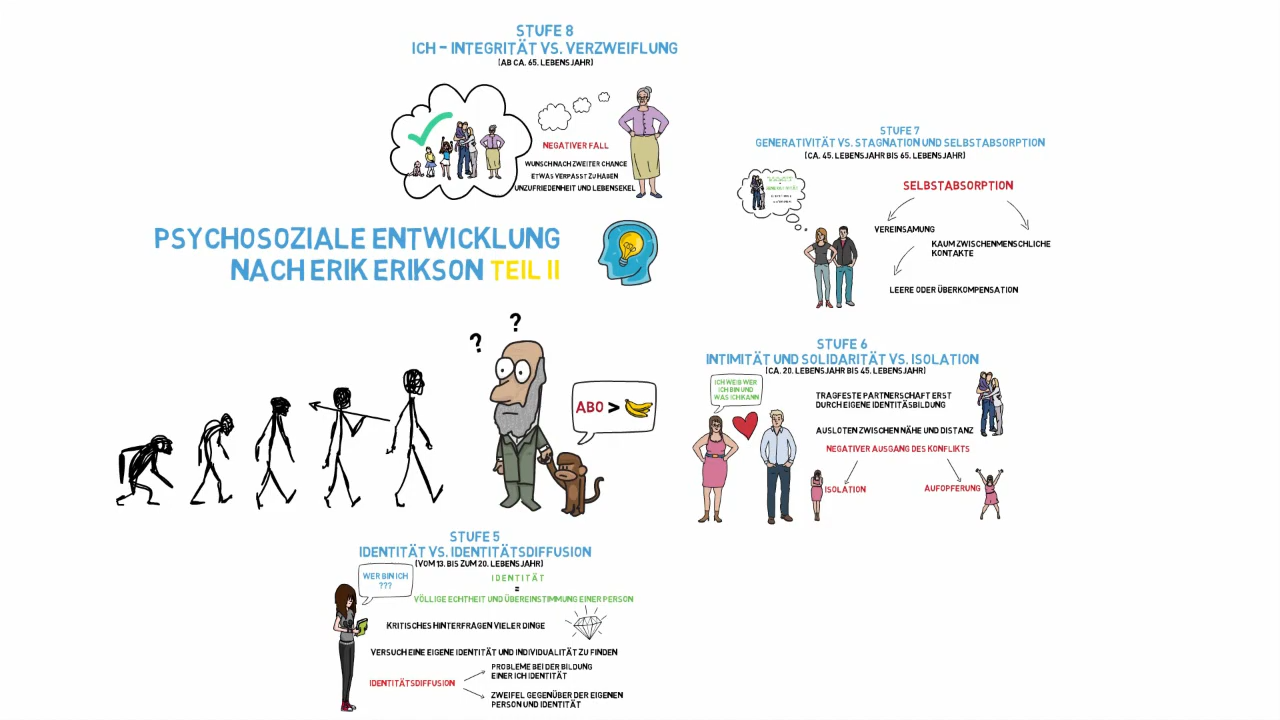 STUFE 8
ICH - INTEGRITÄT VS. VERZWEIFLUNG
(AB CA. 65. LEBENSJAHR)
NEGATIVER FALL
WUNSCH NACH ZWEITER CHANCE
ETWAS VERPASST ZU HABEN
UNZUFRIEDENHEIT UND LEBENSEKEL
STUFE 7
GENERATIVITÄT VS. STAGNATION UND SELBSTABSORPTION
(CA. 45. LEBENSJAHR BIS 65. LEBENSJAHR)
SELBSTABSORPTION
VEREINSAMUNG
KAUM ZWISCHENMENSCHLICHE
KONTAKTE
LEERE ODER ÜBERKOMPENSATION
PSYCHOSOZIALE ENTWICKLUNG
NACH ERIK ERIKSON TEIL II
? ?
ABO >
STUFE 6
INTIMITÄT UND SOLIDARITÄT VS. ISOLATION
(CA. 20. LEBENSJAHR BIS 45. LEBENSJAHR)
ICH WEIß WER
ICH BIN UND
WAS ICH KANN
TRAGFESTE PARTNERSCHAFT ERST
DURCH EIGENE IDENTITÄSBILDUNG
AUSLOTEN ZWISCHEN NÄHE UND DISTANZ
NEGATIVER AUSGANG DES KONFLIKTS
ISOLATION
AUFOPFERUNG
STUFE 5
IDENTITÄT VS. IDENTITÄTSDIFFUSION
(VOM 13. BIS ZUM 20. LEBENSJAHR)
WER BIN ICH
???
IDENTITÄT
=
VÖLLIGE ECHTHEIT UND ÜBEREINSTIMMUNG EINER PERSON
KRITISCHES HINTERFRAGEN VIELER DINGE
VERSUCH EINE EIGENE IDENTITÄT UND INDIVIDUALITÄT ZU FINDEN
IDENTITÄTSDIFFUSION
PROBLEME BEI DER BILDUNG
EINER ICH IDENTITÄT
ZWEIFEL GEGENÜBER DER EIGENEN
PERSON UND IDENTITÄT